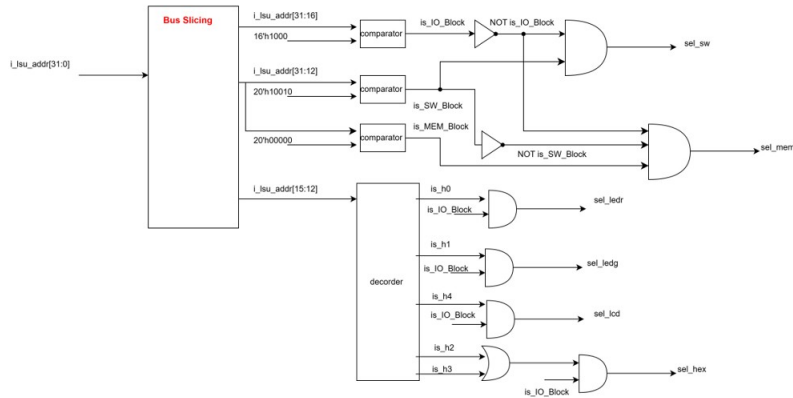 Bus Slicing
i_lsu_addr[31:0]
i_lsu_addr[31:16]
16'h1000
comparator
is_IO_Block
NOT is_IO_Block
sel_sw
i_lsu_addr[31:12]
20'h10010
comparator
is_SW_Block
is_MEM_Block
20'h00000
comparator
NOT is_SW_Block
sel_mem
i_lsu_addr[15:12]
decorder
is_h0
is_IO_Block
sel_ledr
is_h1
is_IO_Block
sel_ledg
is_h4
is_IO_Block
sel_lcd
is_h2
is_h3
is_IO_Block
sel_hex